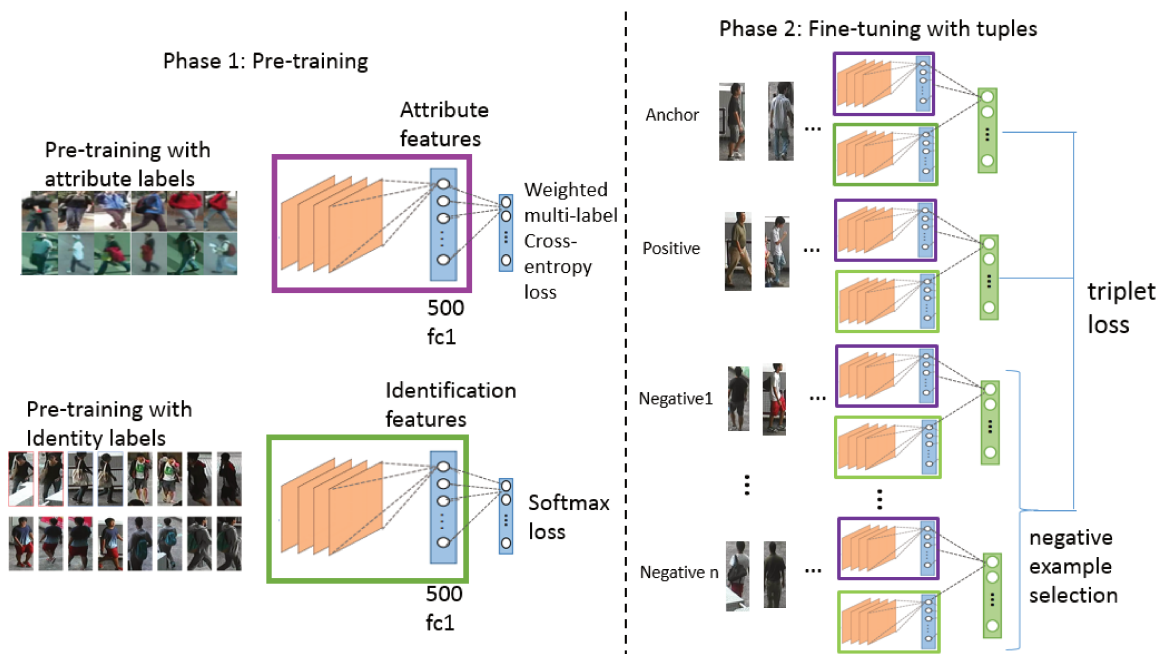 Phase 1: Pre-training
Pre-training with
attribute labels
Attribute
features
500
fc1
Weighted
multi-label
Cross-
entropy
loss
Pre-training with
Identity labels
Identification
features
500
fc1
Softmax
loss
Phase 2: Fine-tuning with tuples
Anchor
...
Positive
...
Negative1
...
Negative n
...
triplet
loss
negative
example
selection